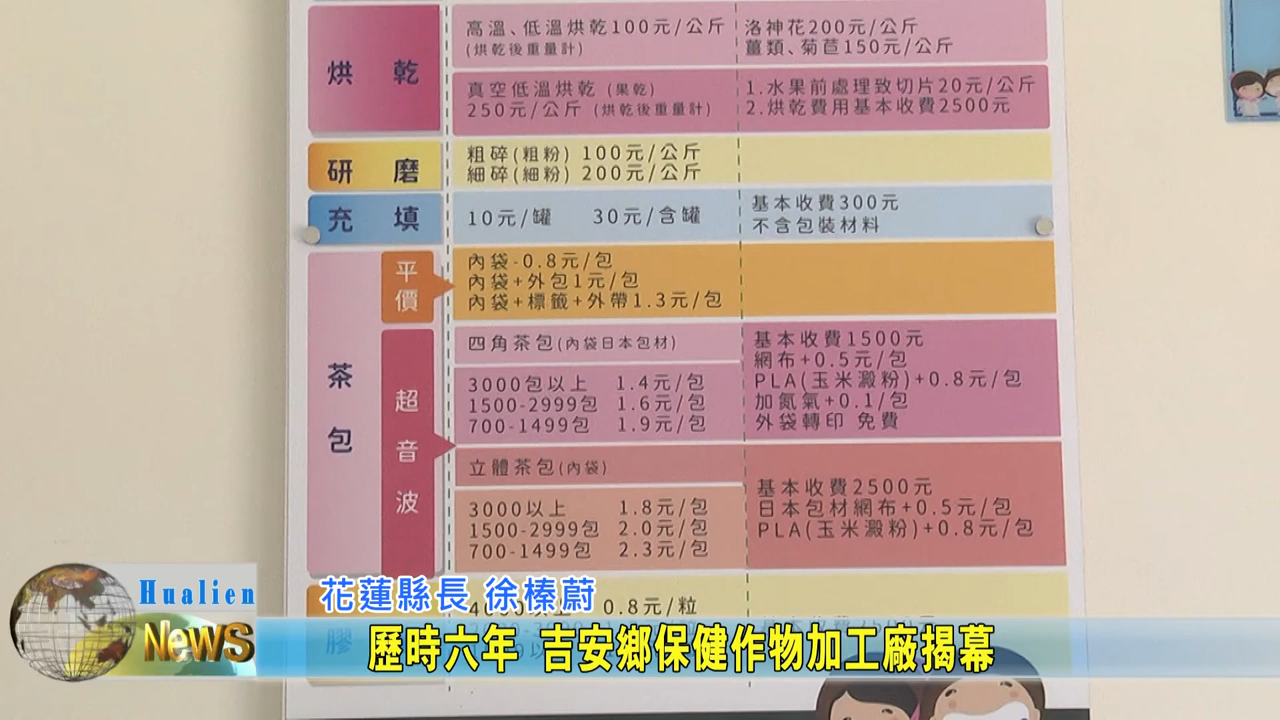 高溫、低溫烘乾100元/公斤
(烘乾後重量計)
洛神花200元/公斤
薑類、菊苣150元/公斤
烘 乾
真空低溫烘乾 (果乾)
250元/公斤 (烘乾後重量計)
1.水果前處理致切片20元/公斤
2.烘乾費用基本收費2500元
研 磨
粗碎(粗粉) 100元/公斤
細碎(細粉) 200元/公斤
充 填
10元/罐 30元/含罐
基本收費300元
不含包裝材料
茶包
平價
內袋-0.8元/包
內袋+外包1元/包
內袋+標籤+外帶1.3元/包
超音波
四角茶包(內袋日本包材)
3000包以上 1.4元/包
1500-2999包 1.6元/包
700-1499包 1.9元/包
基本收費1500元
網布+0.5元/包
PLA(玉米澱粉)+0.8元/包
加氮氣+0.1/包
外袋轉印 免費
立體茶包(內袋)
3000以上 1.8元/包
1500-2999包 2.0元/包
700-1499包 2.3元/包
基本收費2500元
日本包材網布+0.5元/包
PLA(玉米澱粉)+0.8元/包
0.8元/粒
膠
Hualien
News
花蓮縣長 徐榛蔚
歷時六年 吉安鄉保健作物加工廠揭幕